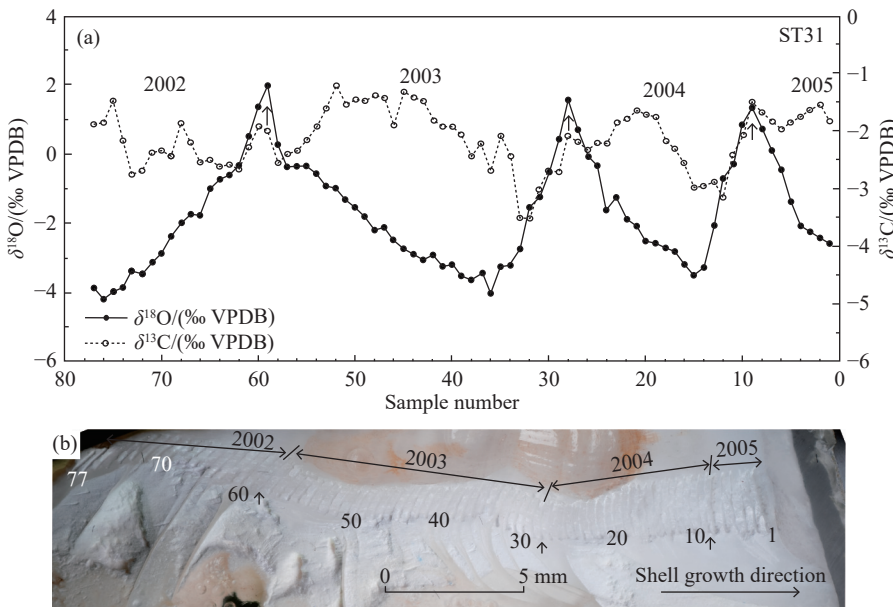 (a)
ST31
2002
2003
2004
2005
4
2
0
−2
−4
−6
δ¹⁸O/(‰ VPDB)
0
−1
−2
−3
−4
−5
−6
δ¹³C/(‰ VPDB)
δ¹⁸O/(‰ VPDB)
δ¹³C/(‰ VPDB)
80 70 60 50 40 30 20 10 0
Sample number
(b)
2002
2003
2004
2005
77
70
60
50
40
30
20
10
1
0 5 mm
Shell growth direction